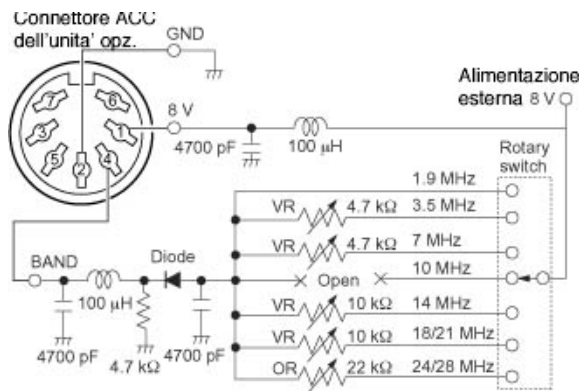 Connettore ACC
dell'unita' opz.
GND
Alimentazione
esterna 8 V
8 V
4700 pF
100 µH
Rotary
switch
7
6
3
1
5
4
2
1.9 MHz
VR 4.7 kΩ 3.5 MHz
VR 4.7 kΩ 7 MHz
BAND
Diode
Open 10 MHz
100 µH
VR 10 kΩ 14 MHz
VR 10 kΩ 18/21 MHz
4700 pF
4.7 kΩ
4700 pF
OR 22 kΩ 24/28 MHz